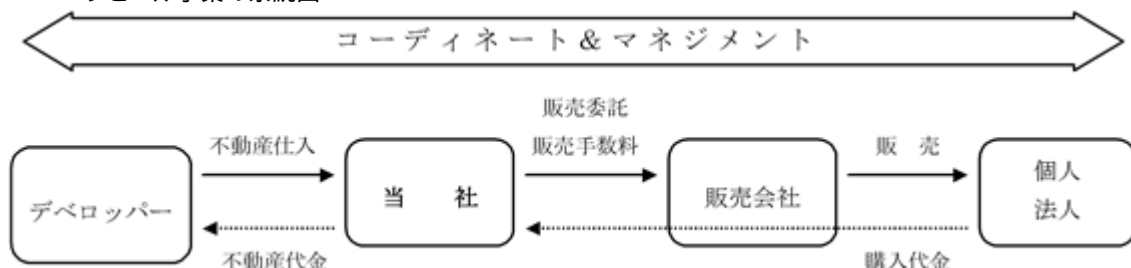 コーディネート&マネジメント
販売委託
不動産仕入
販売手数料
販 売
デベロッパー
当 社
販売会社
個人
法人
不動産代金
購入代金